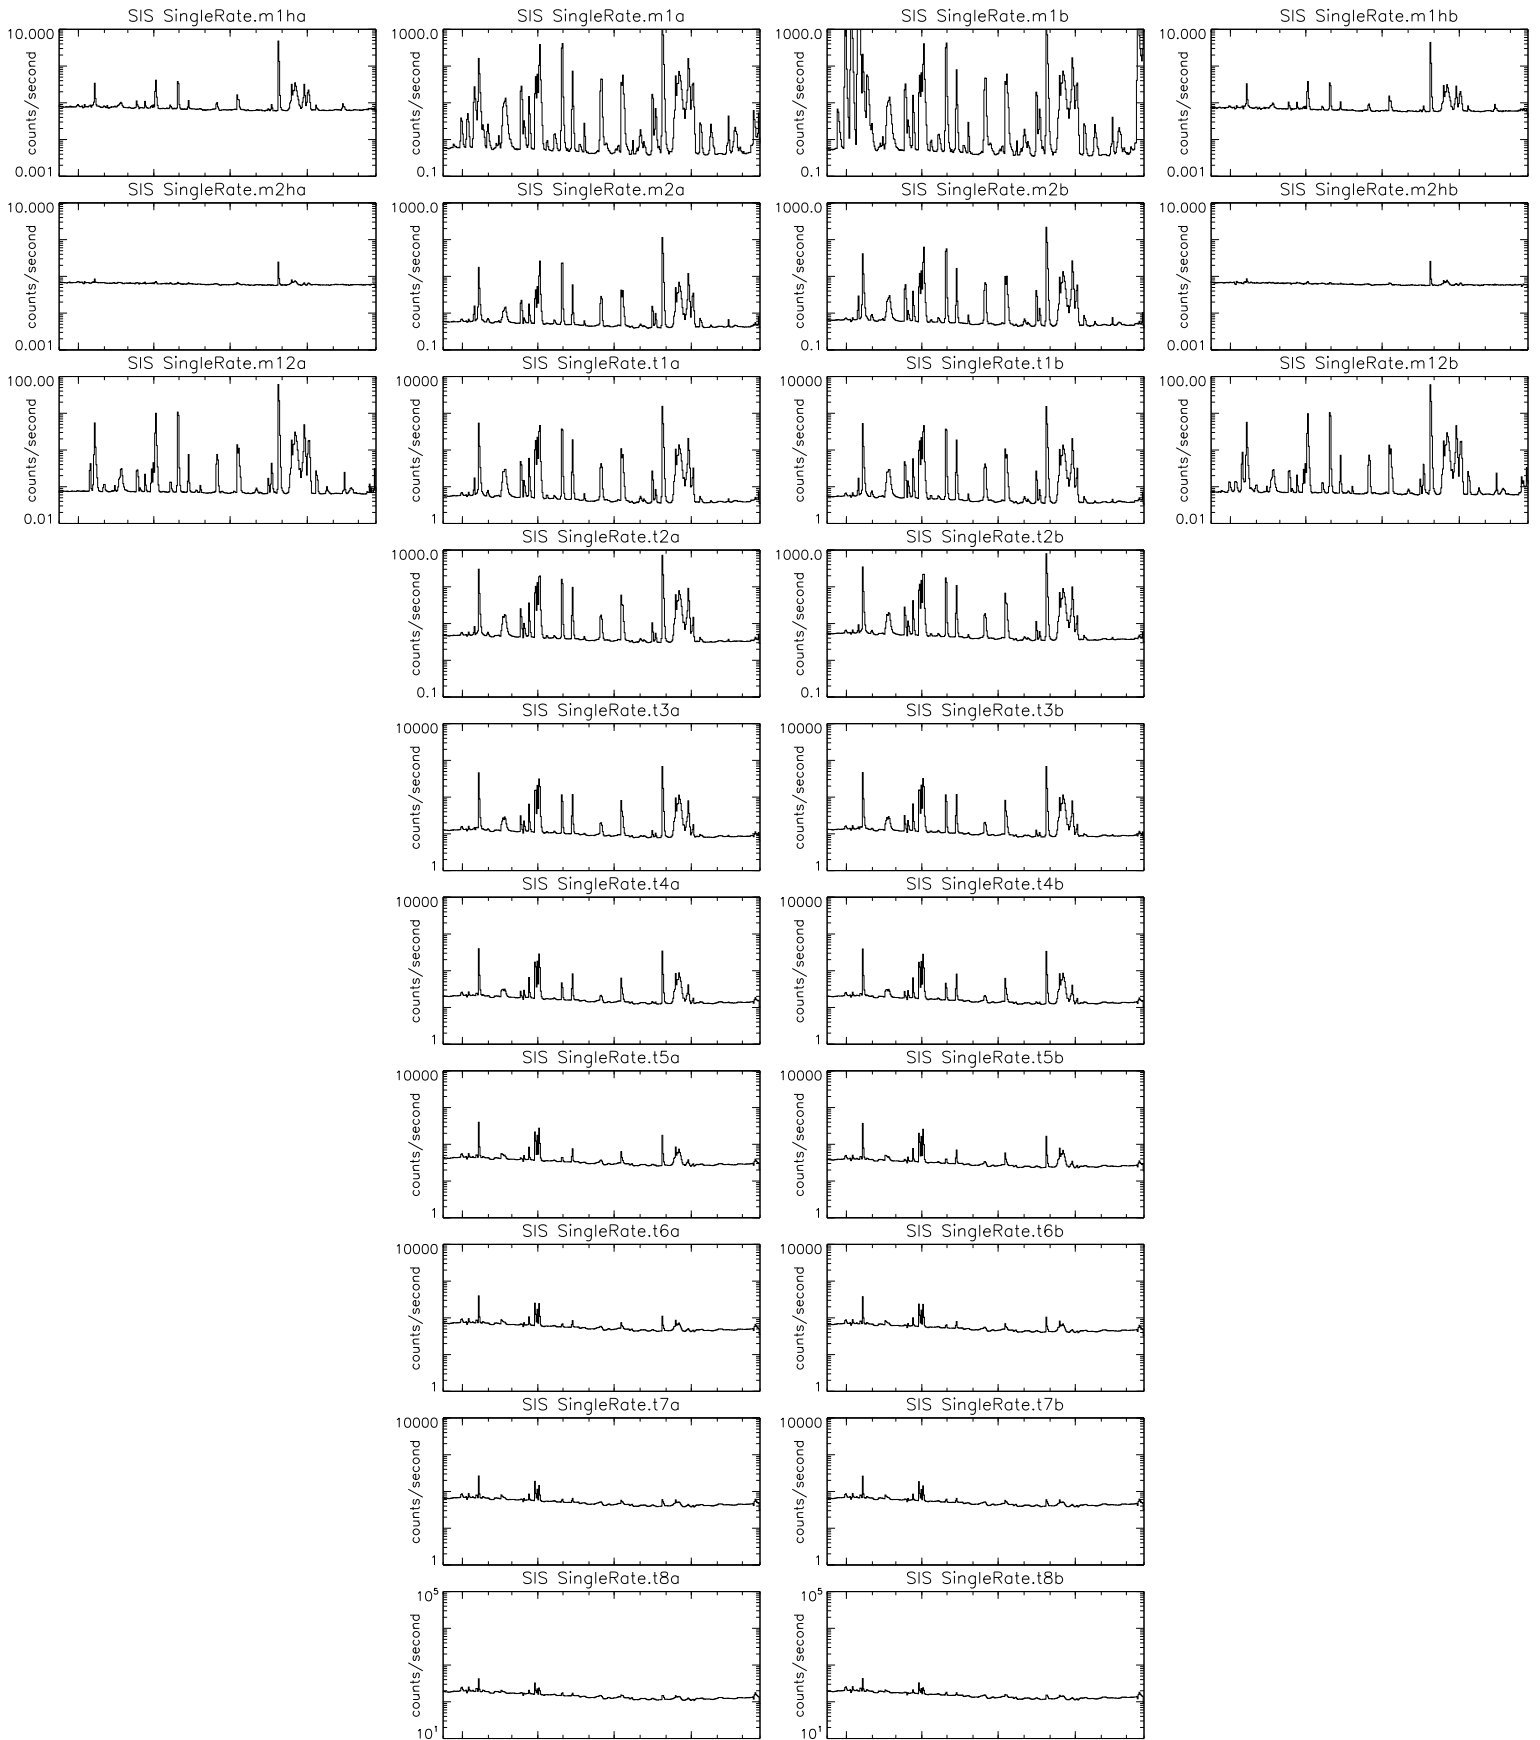 SIS SingleRate.m1ha
10.000
counts/second
0.001
SIS SingleRate.m1a
1000.0
counts/second
0.1
SIS SingleRate.m1b
1000.0
counts/second
0.1
SIS SingleRate.m1hb
10.000
counts/second
0.001
SIS SingleRate.m2ha
10.000
counts/second
0.001
SIS SingleRate.m2a
1000.0
counts/second
0.1
SIS SingleRate.m2b
1000.0
counts/second
0.1
SIS SingleRate.m2hb
10.000
counts/second
0.001
SIS SingleRate.m12a
100.00
counts/second
0.01
SIS SingleRate.t1a
10000
counts/second
1
SIS SingleRate.t1b
10000
counts/second
1
SIS SingleRate.m12b
100.00
counts/second
0.01
SIS SingleRate.t2a
1000.0
counts/second
0.1
SIS SingleRate.t2b
1000.0
counts/second
0.1
SIS SingleRate.t3a
10000
counts/second
1
SIS SingleRate.t3b
10000
counts/second
1
SIS SingleRate.t4a
10000
counts/second
1
SIS SingleRate.t4b
10000
counts/second
1
SIS SingleRate.t5a
10000
counts/second
1
SIS SingleRate.t5b
10000
counts/second
1
SIS SingleRate.t6a
10000
counts/second
1
SIS SingleRate.t6b
10000
counts/second
1
SIS SingleRate.t7a
10000
counts/second
1
SIS SingleRate.t7b
10000
counts/second
1
SIS SingleRate.t8a
10⁵
counts/second
10¹
SIS SingleRate.t8b
10⁵
counts/second
10¹